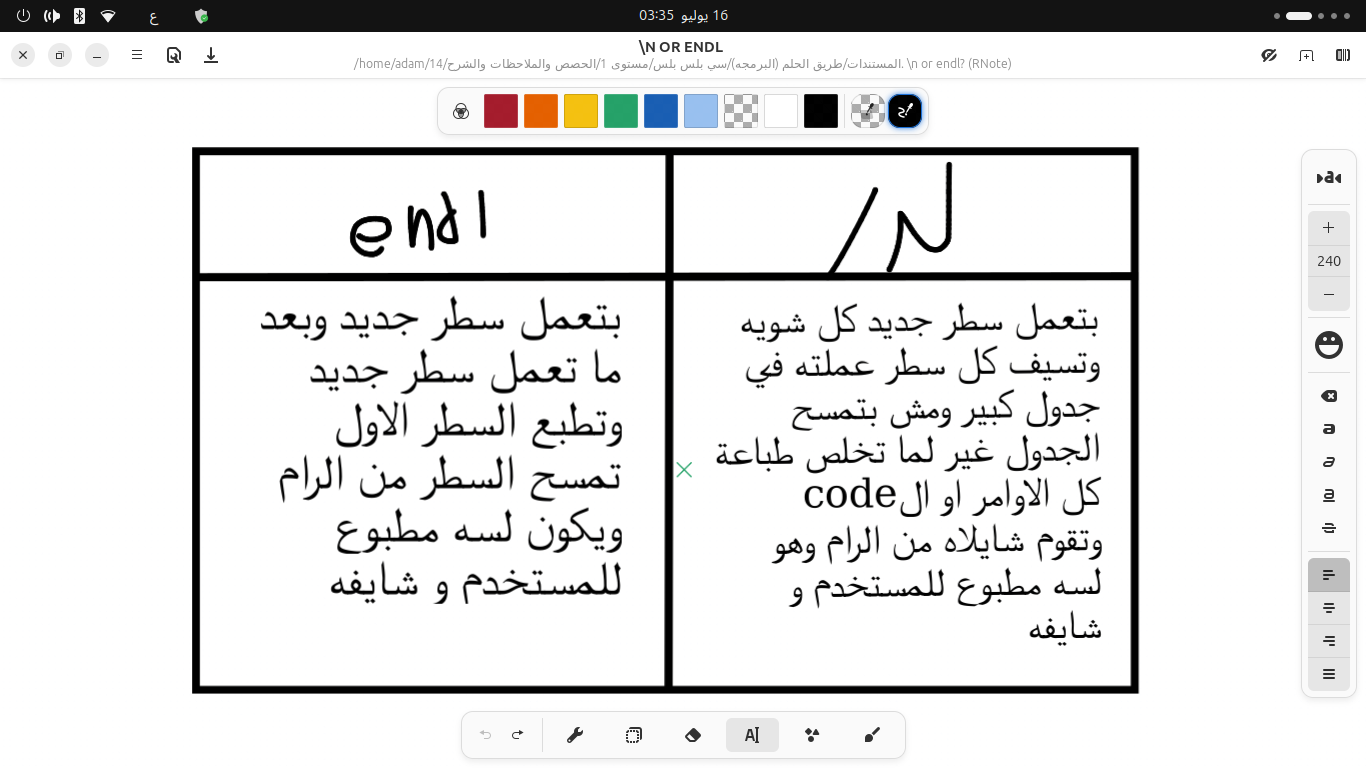 16 يوليو 03:35
ع
\N OR ENDL
/home/adam/المستندات/طريق الحلم (البرمجه)/سي بلس بلس/مستوى 1/الحصص والملاحظات والشرح/14. \n or endl? (RNote)
/N
endl
بتعمل سطر جديد كل شويه
وتسيف كل سطر عملته في
جدول كبير ومش بتمسح
الجدول غير لما تخلص طباعة
كل الاوامر او الcode
وتقوم شايلاه من الرام وهو
لسه مطبوع للمستخدم و
شايفه
بتعمل سطر جديد وبعد
ما تعمل سطر جديد
وتطبع السطر الاول
تمسح السطر من الرام
ويكون لسه مطبوع
للمستخدم و شايفه
240